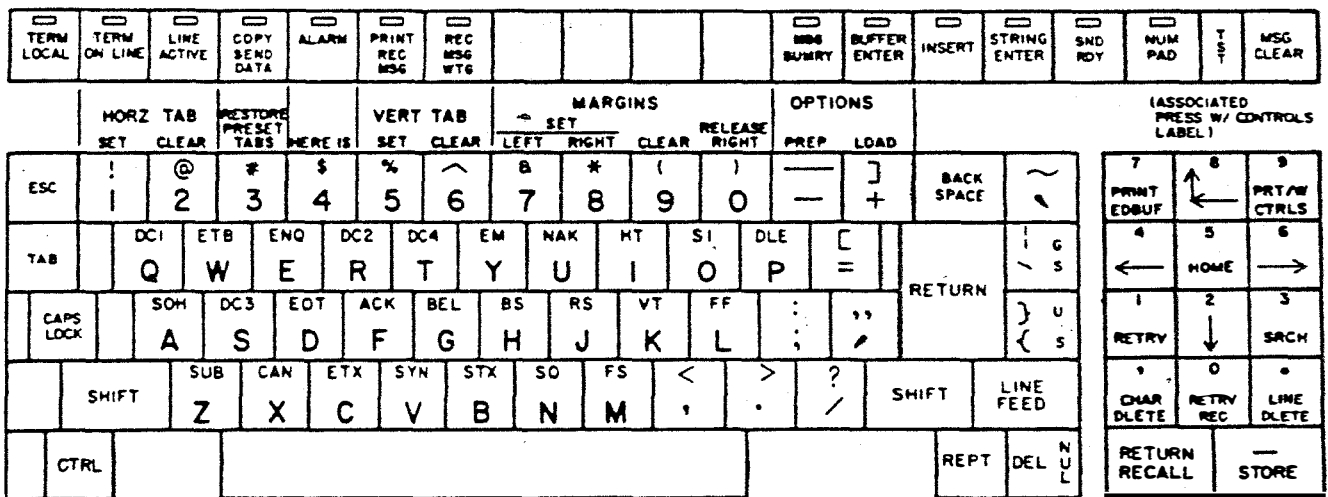 TERM LOCAL TERM ON LINE LINE ACTIVE COPY SEND DATA ALARM PRINT REC MSG REC MSG WTG MSG SUMRY BUFFER ENTER INSERT STRING ENTER SND RDY NUM PAD TST MSG CLEAR
HORZ TAB RESTORE PRESET TABS HERE IS VERT TAB MARGINS OPTIONS (ASSOCIATED PRESS W/ CONTROLS LABEL)
SET CLEAR SET CLEAR SET LEFT RIGHT CLEAR RELEASE RIGHT PREP LOAD
! @ # $ % ^ & * ( ) — ]
ESC 1 2 3 4 5 6 7 8 9 0 — + BACK SPACE ~ `
DC1 ETB ENQ DC2 DC4 EM NAK HT SI DLE [
TAB Q W E R T Y U I O P = RETURN ¦ \ G S
SOH DC3 EOT ACK BEL BS RS VT FF : ,,
CAPS LOCK A S D F G H J K L ; ' } { U S
SUB CAN ETX SYN STX SO FS < > ?
SHIFT Z X C V B N M , . / SHIFT LINE FEED
CTRL REPT DEL NUL
7 PRINT EDBUF 8 ↑ ← 9 PRT/W CTRLS
4 ← 5 HOME 6 →
1 RETRY 2 ↓ 3 SRCH
, CHAR DLETE 0 RETRY REC . LINE DLETE
RETURN RECALL — STORE